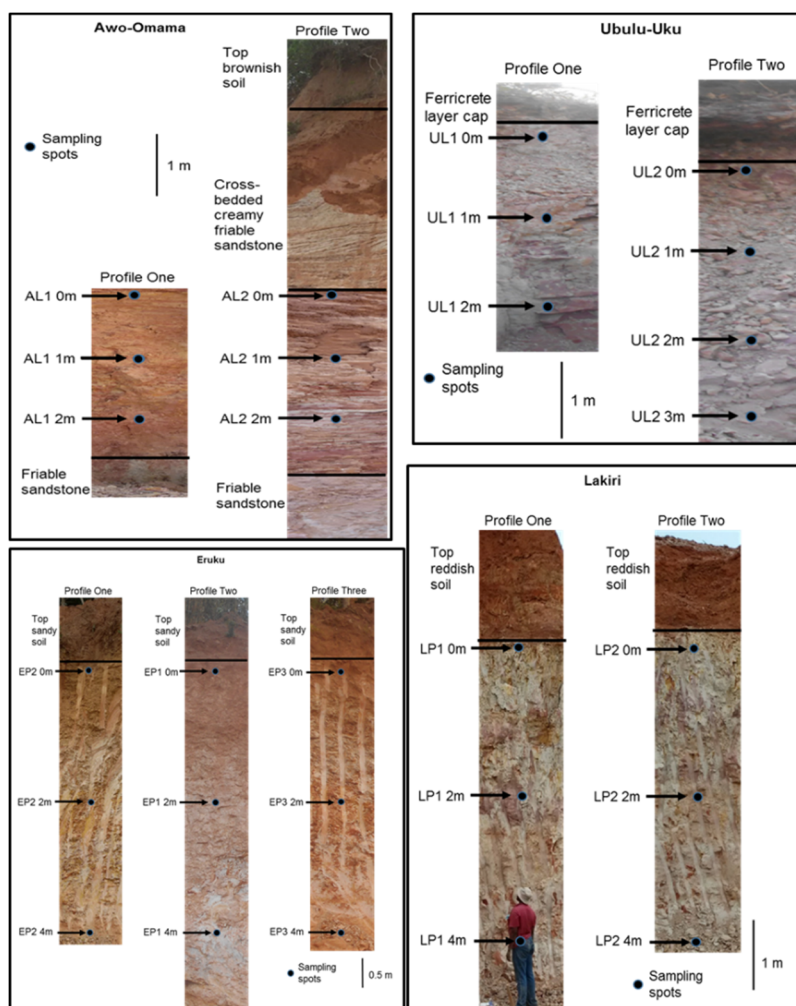 Awo-Omama
Profile Two
Top
brownish
soil
Sampling
spots
1 m
Cross-
bedded
creamy
friable
sandstone
Profile One
AL1 0m
AL1 1m
AL1 2m
Friable
sandstone
AL2 0m
AL2 1m
AL2 2m
Friable
sandstone
Ubulu-Uku
Profile One
Ferricrete
layer cap
UL1 0m
UL1 1m
UL1 2m
Sampling
spots
1 m
Profile Two
Ferricrete
layer cap
UL2 0m
UL2 1m
UL2 2m
UL2 3m
Eruku
Profile One
Top
sandy
soil
EP2 0m
EP2 2m
EP2 4m
Profile Two
Top
sandy
soil
EP1 0m
EP1 2m
EP1 4m
Profile Three
Top
sandy
soil
EP3 0m
EP3 2m
EP3 4m
Sampling
spots
0.5 m
Lakiri
Profile One
Top
reddish
soil
LP1 0m
LP1 2m
LP1 4m
Profile Two
Top
reddish
soil
LP2 0m
LP2 2m
LP2 4m
Sampling
spots
1 m